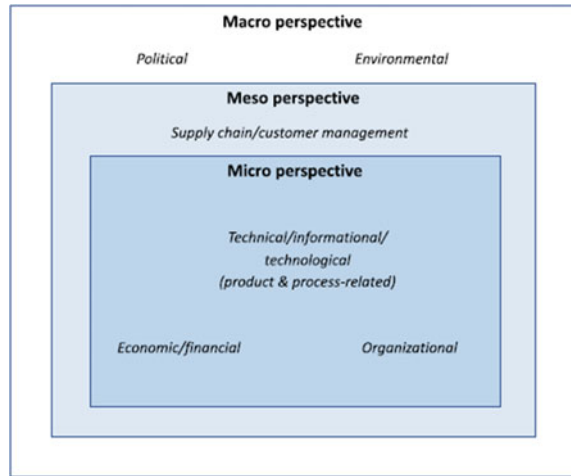 Macro perspective
Political Environmental
Meso perspective
Supply chain/customer management
Micro perspective
Technical/informational/
technological
(product & process-related)
Economic/financial Organizational